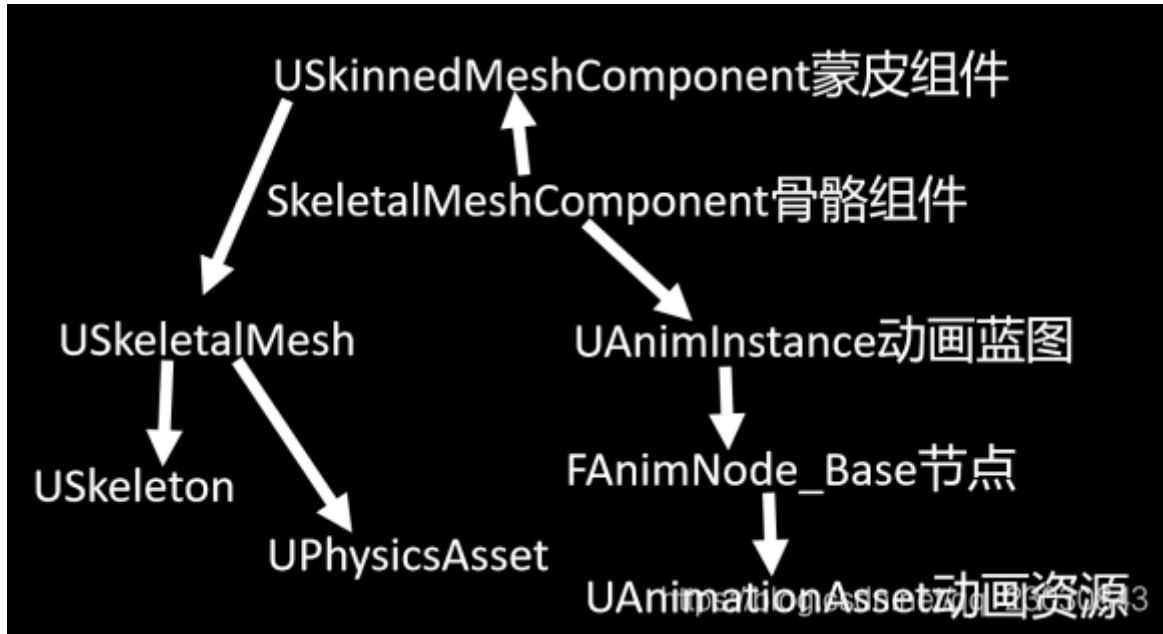 USkinnedMeshComponent蒙皮组件
SkeletalMeshComponent骨骼组件
USkeletalMesh
UAnimInstance动画蓝图
FAnimNode_Base节点
USkeleton
UPhysicsAsset
UAnimationAsset动画资源